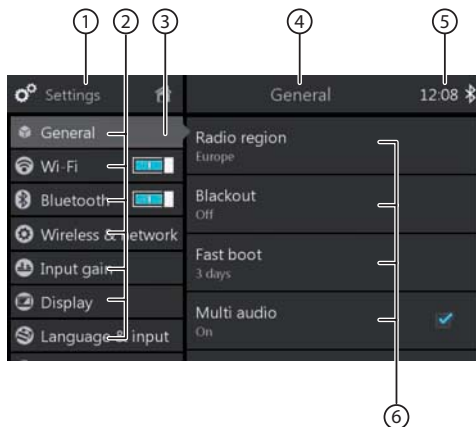 ① ② ③ ④ ⑤
Settings
General
12:08
General
Wi-Fi
Bluetooth
Wireless & network
Input gain
Display
Language & input
Radio region
Europe
Blackout
Off
Fast boot
3 days
Multi audio
On
⑥